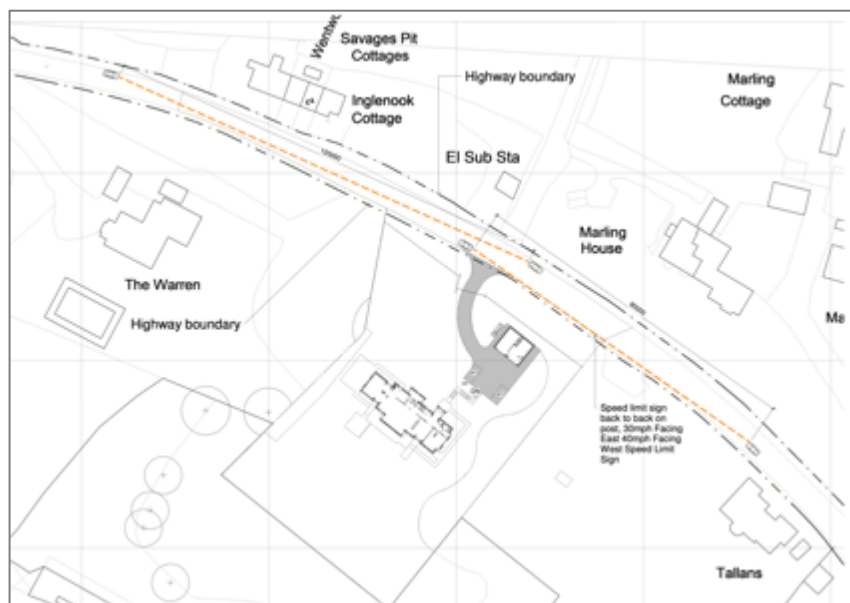 Savages Pit
Cottages
Highway boundary
Marling
Cottage
Inglenook
Cottage
El Sub Sta
Marling
House
The Warren
Highway boundary
Speed limit sign
back to back on
post, 30mph Facing
East 40mph Facing
West Speed Limit
Sign
Tallans